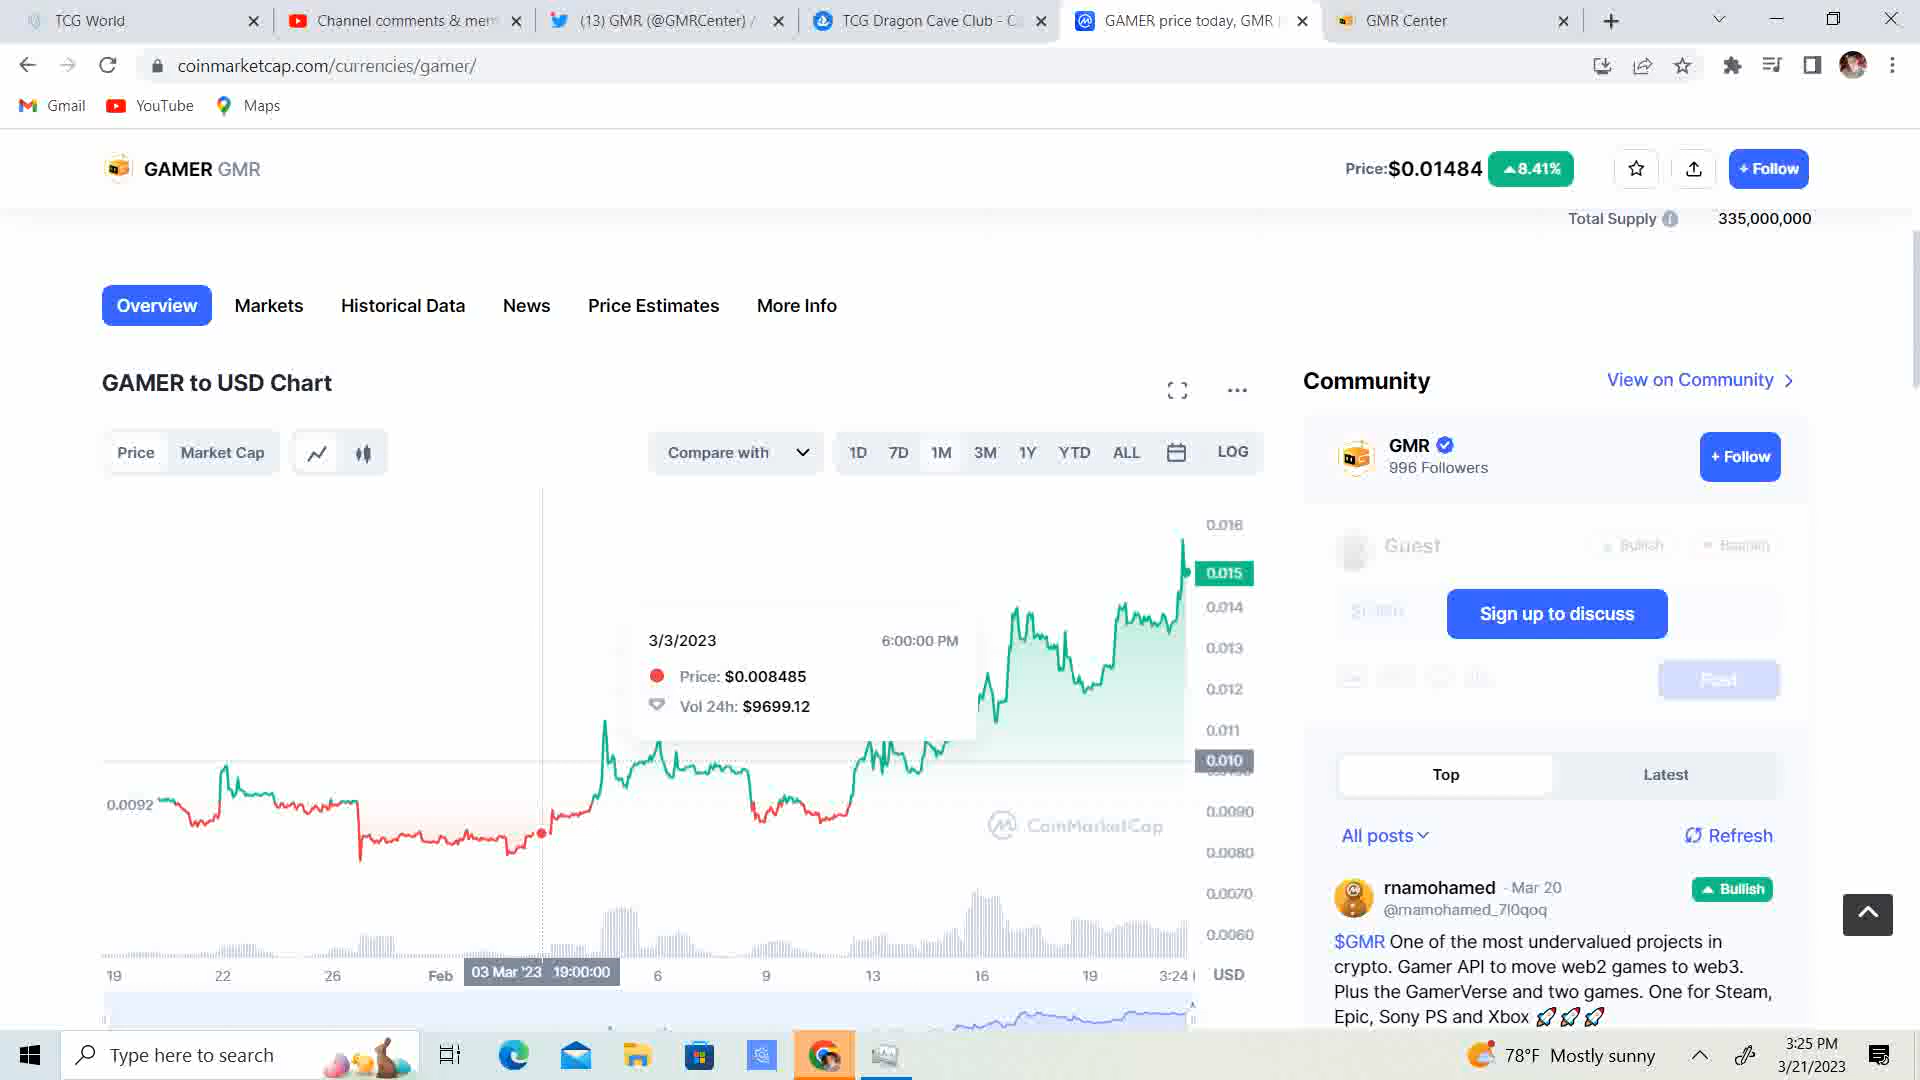 TCG World
Channel comments & men
(13) GMR (@GMRCenter) /
TCG Dragon Cave Club - C
GAMER price today, GMR
GMR Center
coinmarketcap.com/currencies/gamer/
Gmail
YouTube
Maps
GAMER GMR
Price:$0.01484
8.41%
+ Follow
Total Supply
335,000,000
Overview
Markets
Historical Data
News
Price Estimates
More Info
GAMER to USD Chart
Price
Market Cap
Compare with
1D
7D
1M
3M
1Y
YTD
ALL
LOG
0.016
0.015
0.014
0.013
0.012
0.011
0.010
0.0090
0.0080
0.0070
0.0060
3/3/2023
6:00:00 PM
Price: $0.008485
Vol 24h: $9699.12
0.0092
CoinMarketCap
19
22
26
Feb
03 Mar '23 19:00:00
6
9
13
16
19
3:24
USD
Community
View on Community
GMR
996 Followers
+ Follow
Guest
Bullish
Bearish
Sign up to discuss
Post
Top
Latest
All posts
Refresh
rnamohamed · Mar 20
Bullish
$GMR One of the most undervalued projects in
crypto. Gamer API to move web2 games to web3.
Plus the GamerVerse and two games. One for Steam,
Epic, Sony PS and Xbox 🚀🚀🚀
Type here to search
78°F Mostly sunny
3:25 PM
3/21/2023